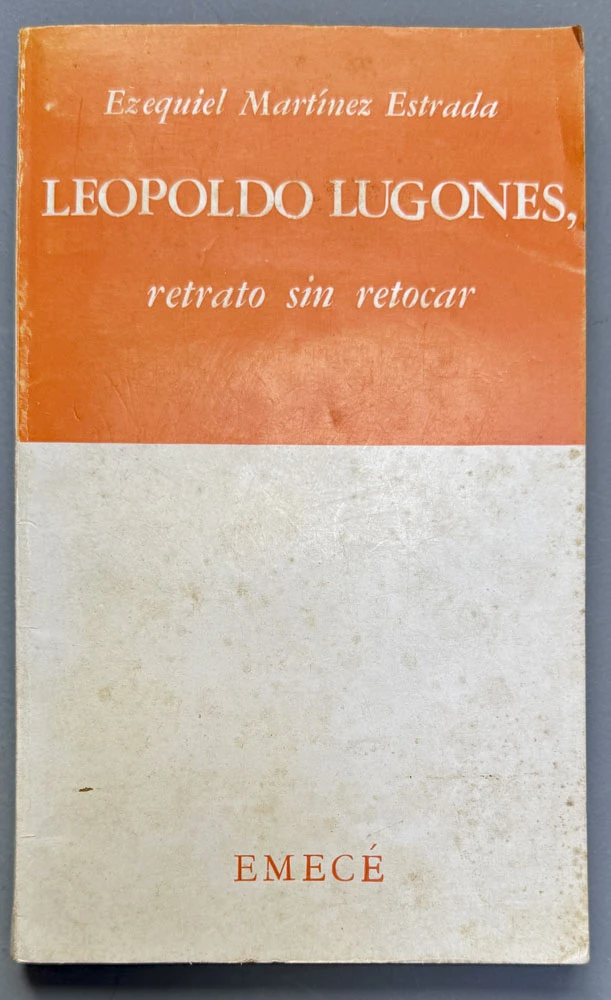 Ezequiel Martínez Estrada
LEOPOLDO LUGONES,
retrato sin retocar
EMECÉ